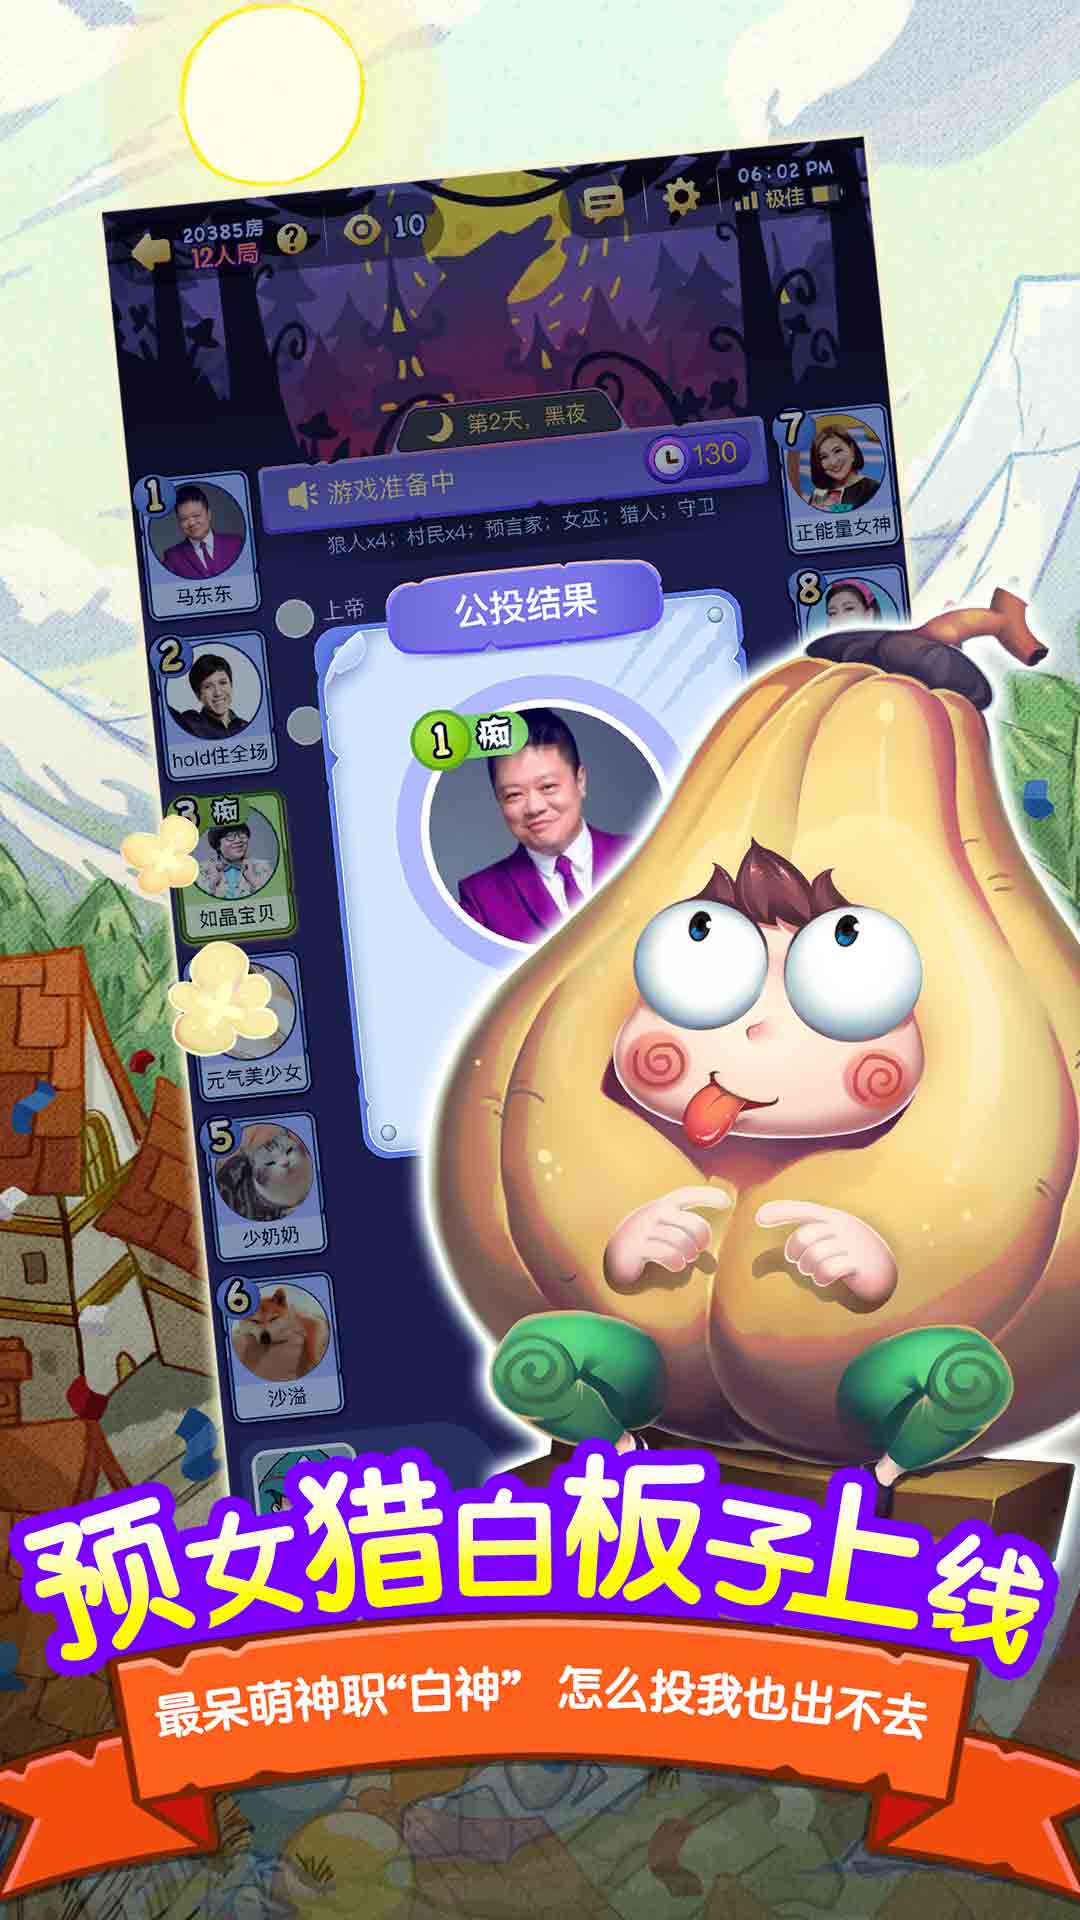 06:02 PM
20385房
极佳
12人局
10
第2天，黑夜
游戏准备中
130
狼人x4；村民x4；预言家；女巫；猎人；守卫
1
马东东
7
正能量女神
上帝
公投结果
8
2
hold住全场
1 痴
3 痴
如晶宝贝
元气美少女
5
少奶奶
6
沙溢
预女猎白板子上线
最呆萌神职“白神” 怎么投我也出不去